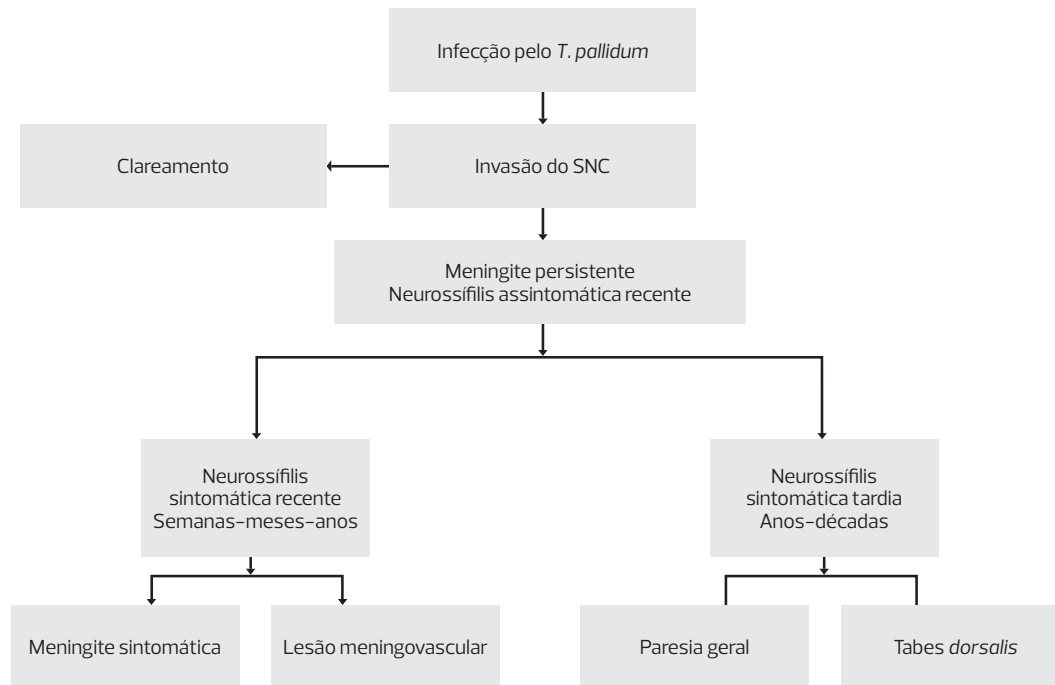 Infecção pelo T. pallidum
Clareamento
Invasão do SNC
Meningite persistente
Neurossífilis assintomática recente
Neurossífilis
sintomática recente
Semanas-meses-anos
Neurossífilis
sintomática tardia
Anos-décadas
Meningite sintomática
Lesão meningovascular
Paresia geral
Tabes dorsalis